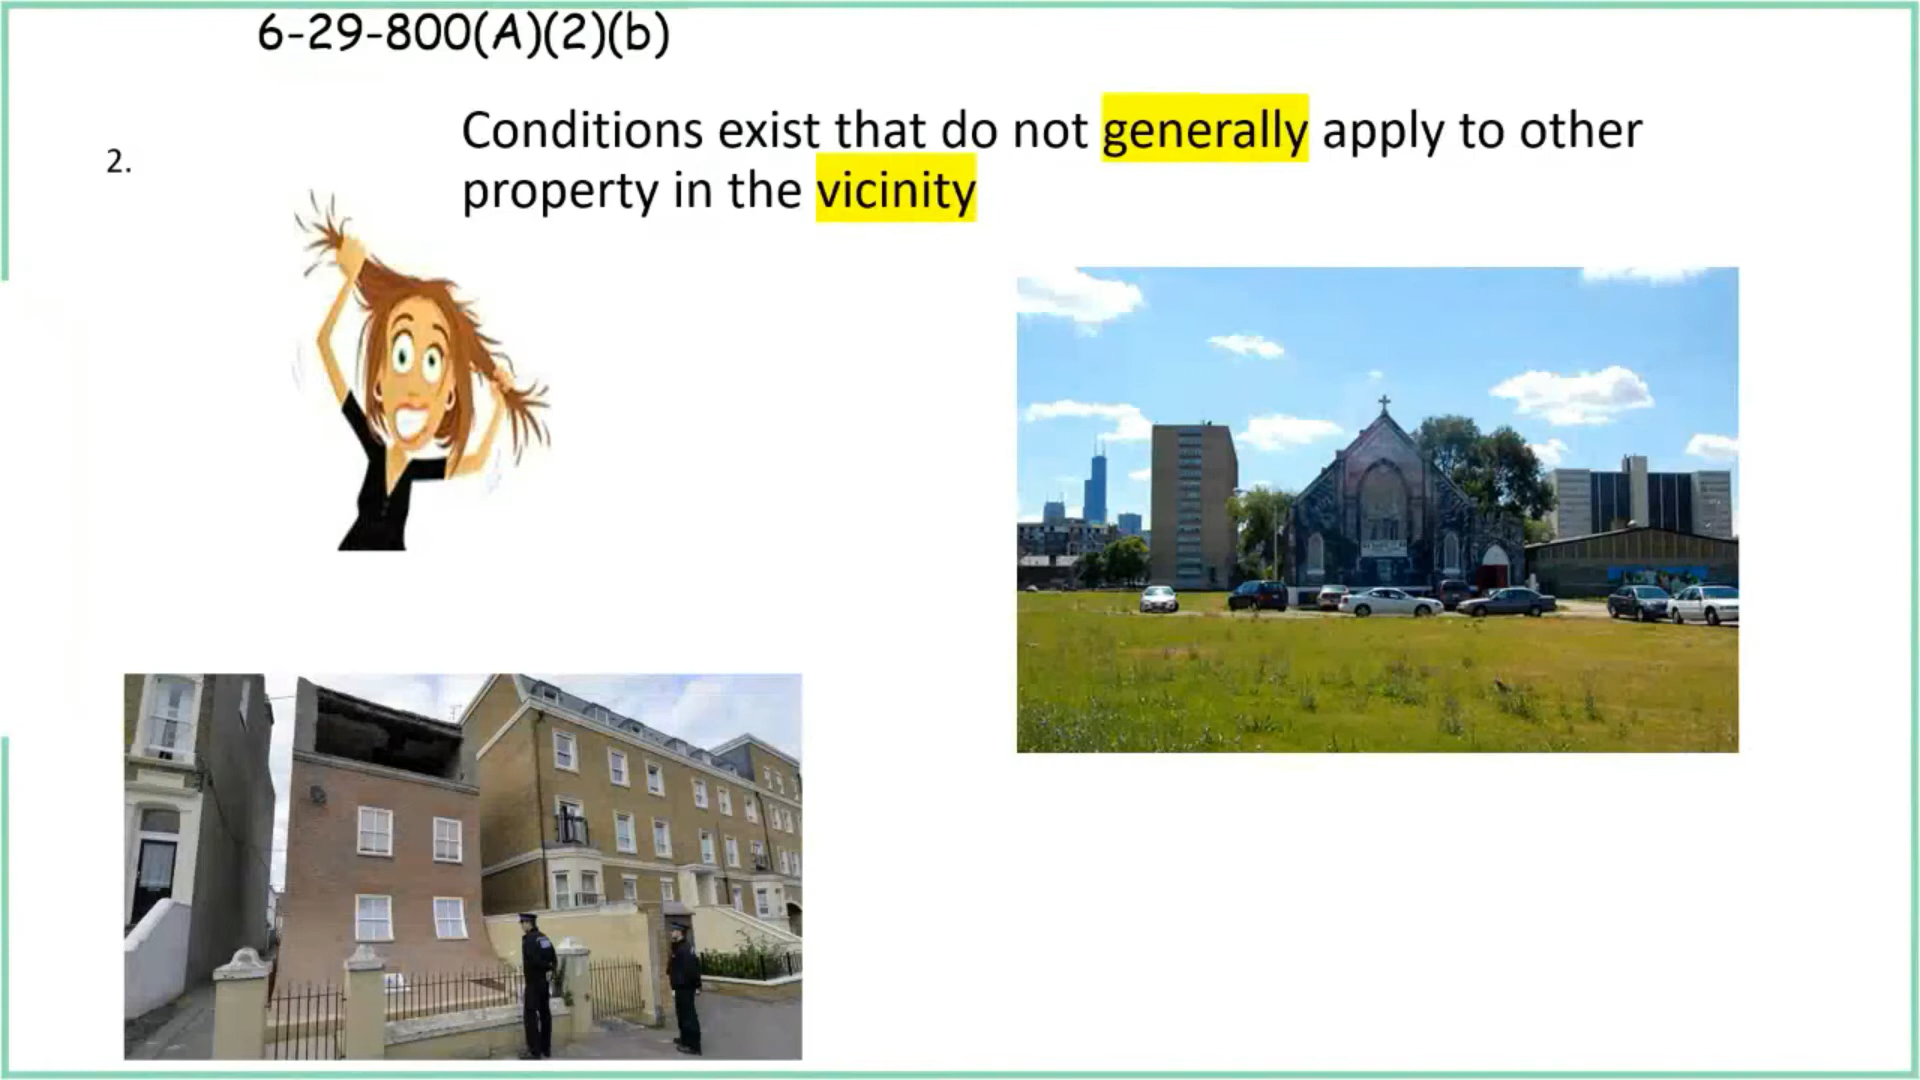 6-29-800(A)(2)(b)
2.
Conditions exist that do not generally apply to other
property in the vicinity